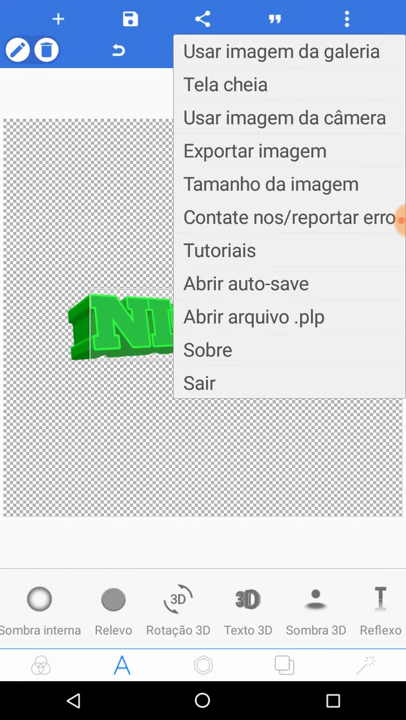 Usar imagem da galeria
Tela cheia
Usar imagem da câmera
Exportar imagem
Tamanho da imagem
Contate nos/reportar erro
Tutoriais
Abrir auto-save
Abrir arquivo .plp
Sobre
Sair
3D 3D
Sombra interna Relevo Rotação 3D Texto 3D Sombra 3D Reflexo